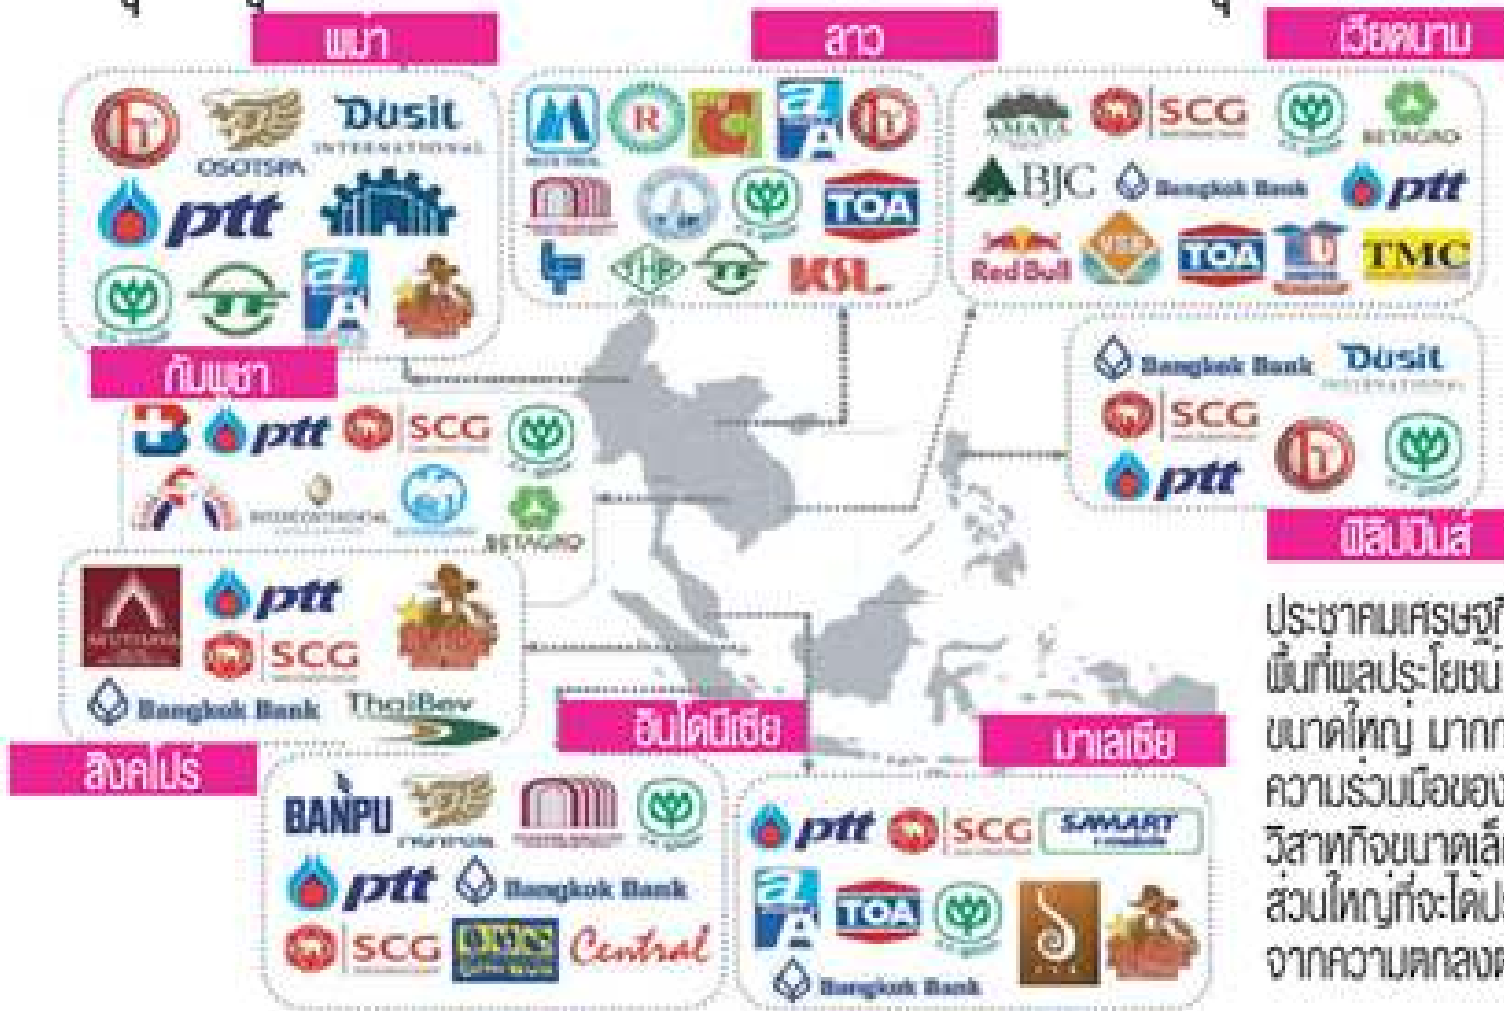 พม่า
ลาว
เวียดนาม
OSOTSPA
Dusit
INTERNATIONAL
ptt
R
C
a
A
TOA
THB
KSL
AMATA
SCG
BETAGRO
BJC
Bangkok Bank
ptt
Red Bull
TOA
TMC
a
A
กัมพูชา
ptt
SCG
INTERCONTINENTAL
BETAGRO
Bangkok Bank
Dusit
INTERNATIONAL
SCG
ptt
ฟิลิปปินส์
ptt
SCG
Bangkok Bank
ThaiBev
สิงคโปร์
อินโดนีเซีย
มาเลเซีย
BANPU
ptt
Bangkok Bank
SCG
Central
ptt
SCG
SAMART
a
A
TOA
Bangkok Bank
ประชาคมเศรษฐกิ
พื้นที่ผลประโยชน์
ขนาดใหญ่ มากก
ความร่วมมือของ
วิสาหกิจขนาดเล็
ส่วนใหญ่ที่จะได้ป
จากความตกลงด